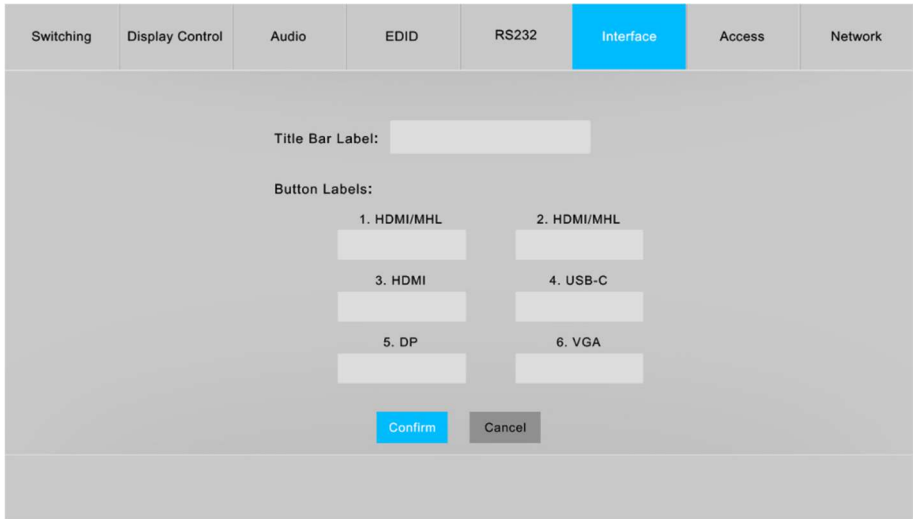 Switching Display Control Audio EDID RS232 Interface Access Network
Title Bar Label:
Button Labels:
1. HDMI/MHL 2. HDMI/MHL
3. HDMI 4. USB-C
5. DP 6. VGA
Confirm Cancel